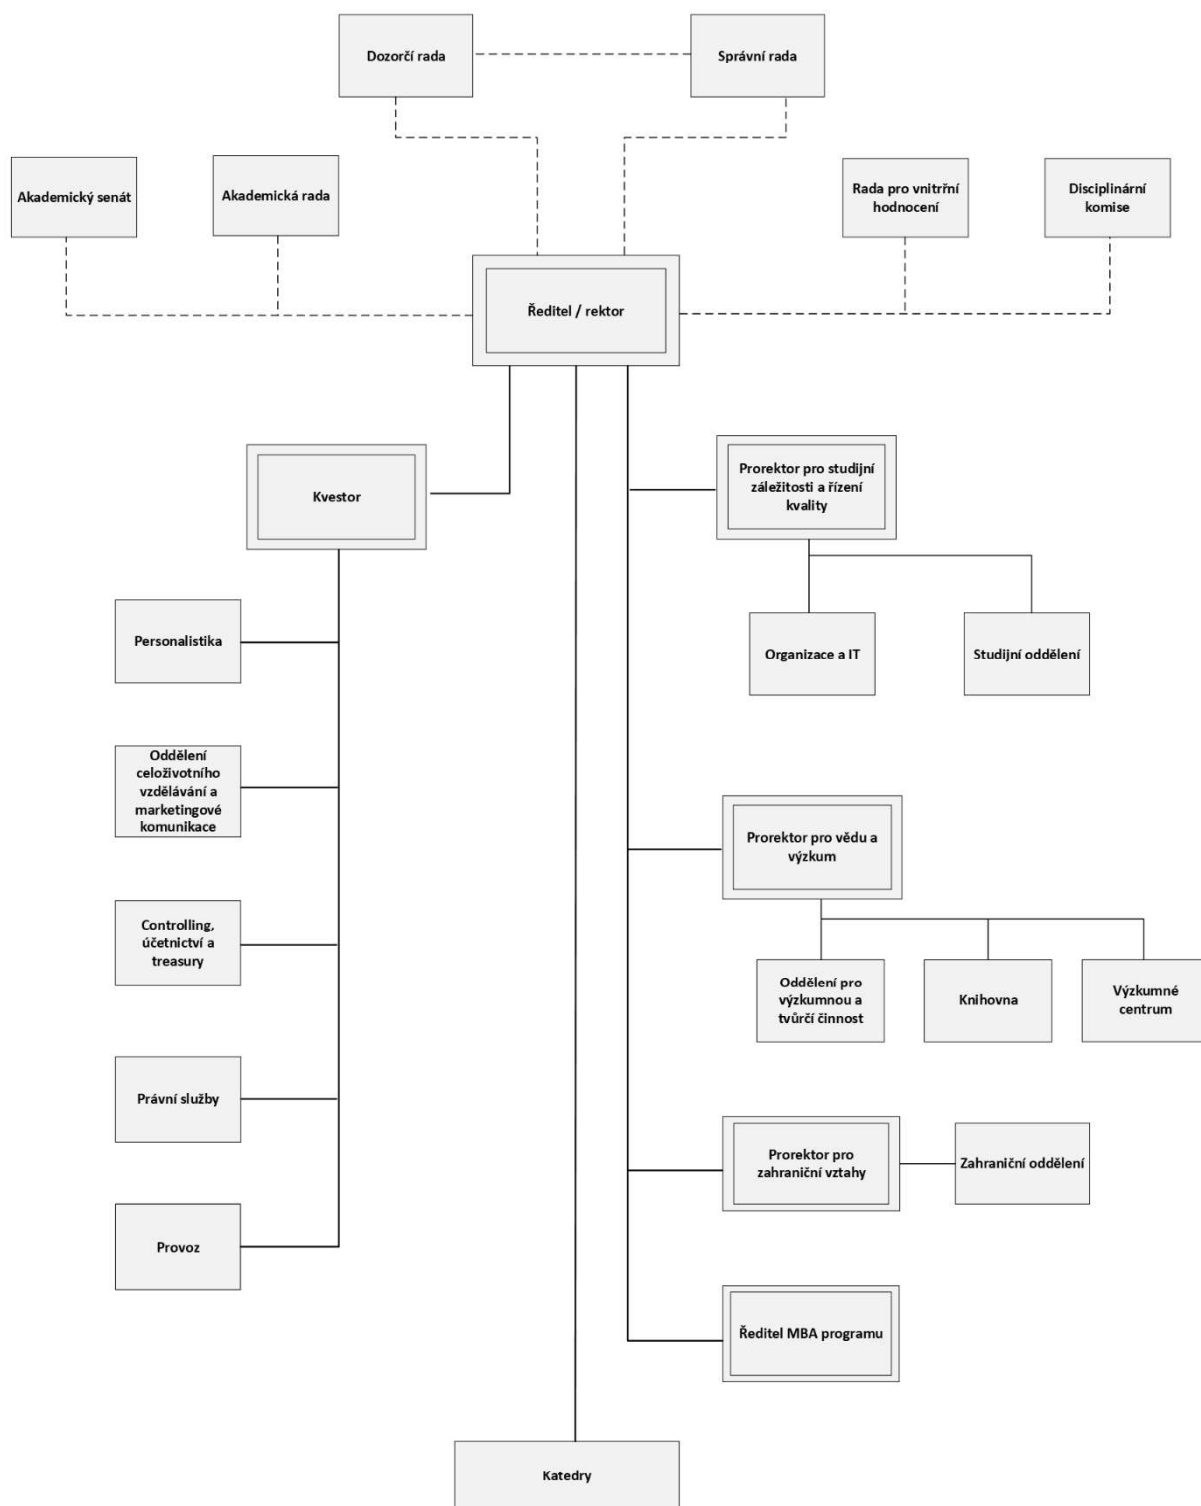 Dozorčí rada
Správní rada
Akademický senát
Akademická rada
Rada pro vnitřní
hodnocení
Disciplinární
komise
Ředitel / rektor
Kvestor
Prorektor pro studijní
záležitosti a řízení
kvality
Personalistika
Organizace a IT
Studijní oddělení
Oddělení
celoživotního
vzdělávání a
marketingové
komunikace
Prorektor pro vědu a
výzkum
Controlling,
účetnictví a
treasury
Oddělení pro
výzkumnou a
tvůrčí činnost
Knihovna
Výzkumné
centrum
Právní služby
Prorektor pro
zahraniční vztahy
Zahraniční oddělení
Provoz
Ředitel MBA programu
Katedry